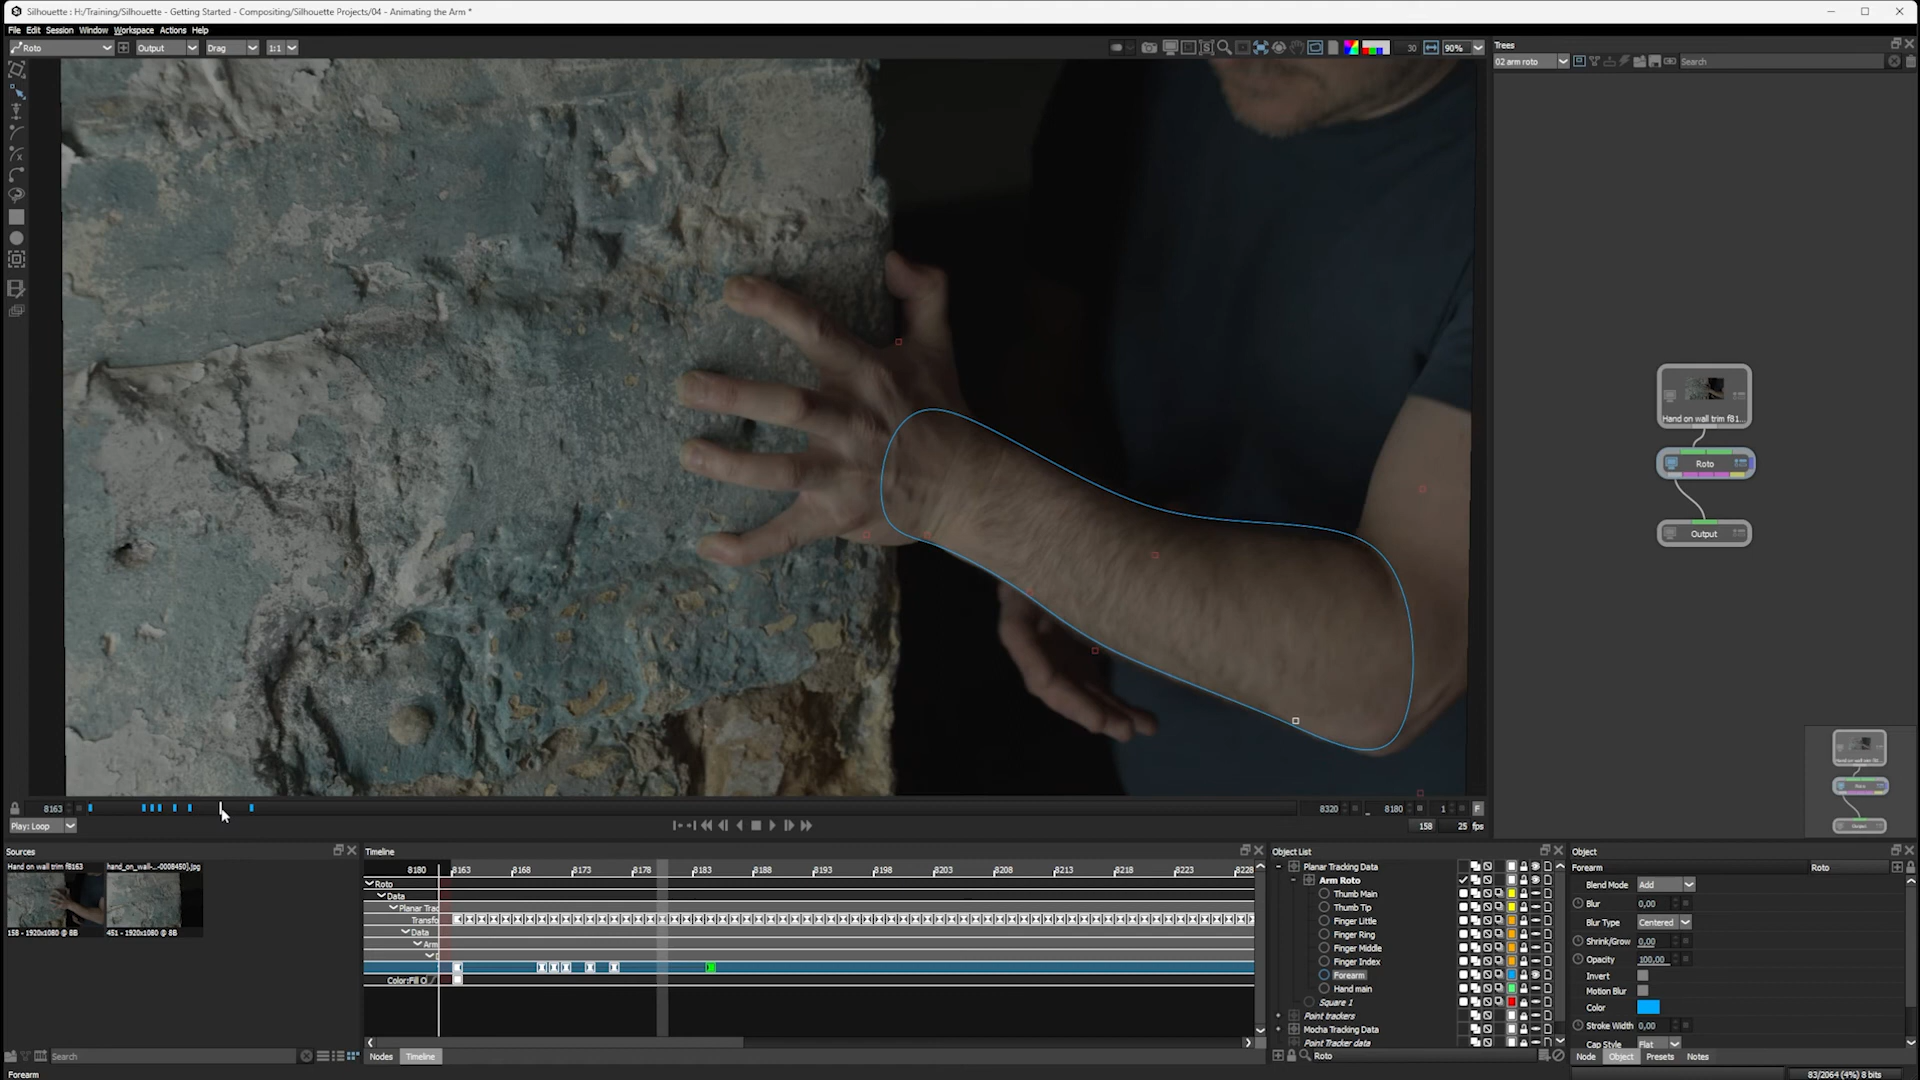 Silhouette : H:/Training/Silhouette - Getting Started - Compositing/Silhouette Projects/04 - Animating the Arm *
File Edit Session Window Workspace Actions Help
Roto Output Drag 1:1 30 90%
Trees
02 arm roto Search
Hand on wall trim f81...
Roto
Output
8163 8320 8180 1 F
Play: Loop 158 25 fps
Sources
Hand on wall trim f8163 hand_on_wall-...-0008450].jpg
158 - 1920x1080 @ 8B 451 - 1920x1080 @ 8B
Search
Timeline
8180 8163 8168 8173 8178 8183 8188 8193 8198 8203 8208 8213 8218 8223 8228
Roto
Data
Planar Trac
Transfo
Data
Arm
Color:Fill O
Nodes Timeline
Object List
Planar Tracking Data
Arm Roto
Thumb Main
Thumb Tip
Finger Little
Finger Ring
Finger Middle
Finger Index
Forearm
Hand main
Square 1
Point trackers
Mocha Tracking Data
Point Tracker data
Roto
Object
Forearm Roto
Blend Mode Add
Blur 0,00
Blur Type Centered
Shrink/Grow 0,00
Opacity 100,00
Invert
Motion Blur
Color
Stroke Width 0,00
Cap Style Flat
Node Object Presets Notes
Forearm
83/2064 (4%) 8 bits